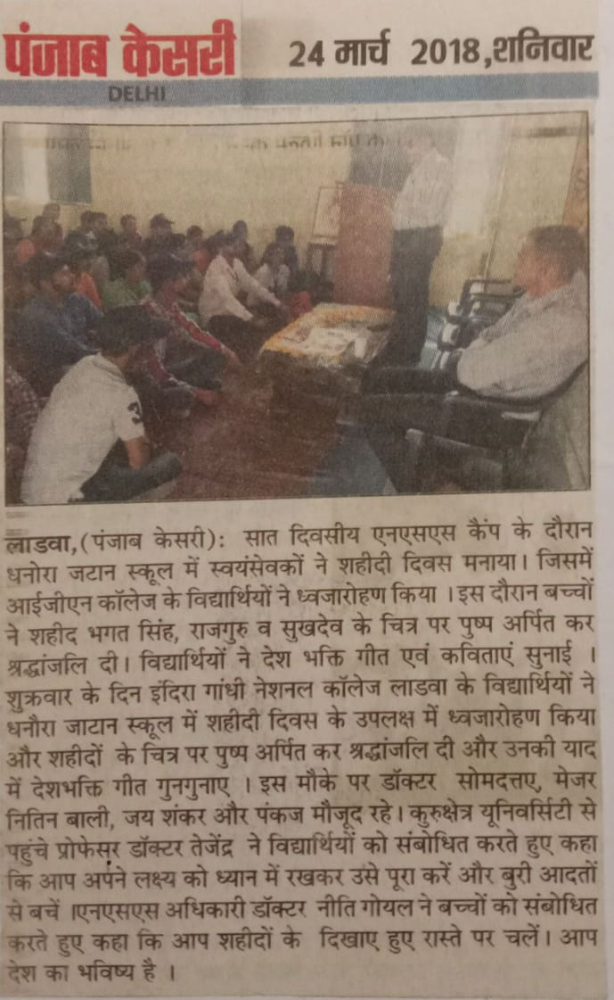 पंजाब केसरी
24 मार्च 2018,शनिवार
DELHI
लाडवा,(पंजाब केसरी): सात दिवसीय एनएसएस कैंप के दौरान
धनोरा जटान स्कूल में स्वयंसेवकों ने शहीदी दिवस मनाया। जिसमें
आईजीएन कॉलेज के विद्यार्थियों ने ध्वजारोहण किया । इस दौरान बच्चों
ने शहीद भगत सिंह, राजगुरु व सुखदेव के चित्र पर पुष्प अर्पित कर
श्रद्धांजलि दी। विद्यार्थियों ने देश भक्ति गीत एवं कविताएं सुनाई ।
शुक्रवार के दिन इंदिरा गांधी नेशनल कॉलेज लाडवा के विद्यार्थियों ने
धनौरा जाटान स्कूल में शहीदी दिवस के उपलक्ष में ध्वजारोहण किया
और शहीदों के चित्र पर पुष्प अर्पित कर श्रद्धांजलि दी और उनकी याद
में देशभक्ति गीत गुनगुनाए । इस मौके पर डॉक्टर सोमदत्तए, मेजर
नितिन बाली, जय शंकर और पंकज मौजूद रहे। कुरुक्षेत्र यूनिवर्सिटी से
पहुंचे प्रोफेसर डॉक्टर तेजेंद्र ने विद्यार्थियों को संबोधित करते हुए कहा
कि आप अपने लक्ष्य को ध्यान में रखकर उसे पूरा करें और बुरी आदतों
से बचें ।एनएसएस अधिकारी डॉक्टर नीति गोयल ने बच्चों को संबोधित
करते हुए कहा कि आप शहीदों के दिखाए हुए रास्ते पर चलें। आप
देश का भविष्य है ।